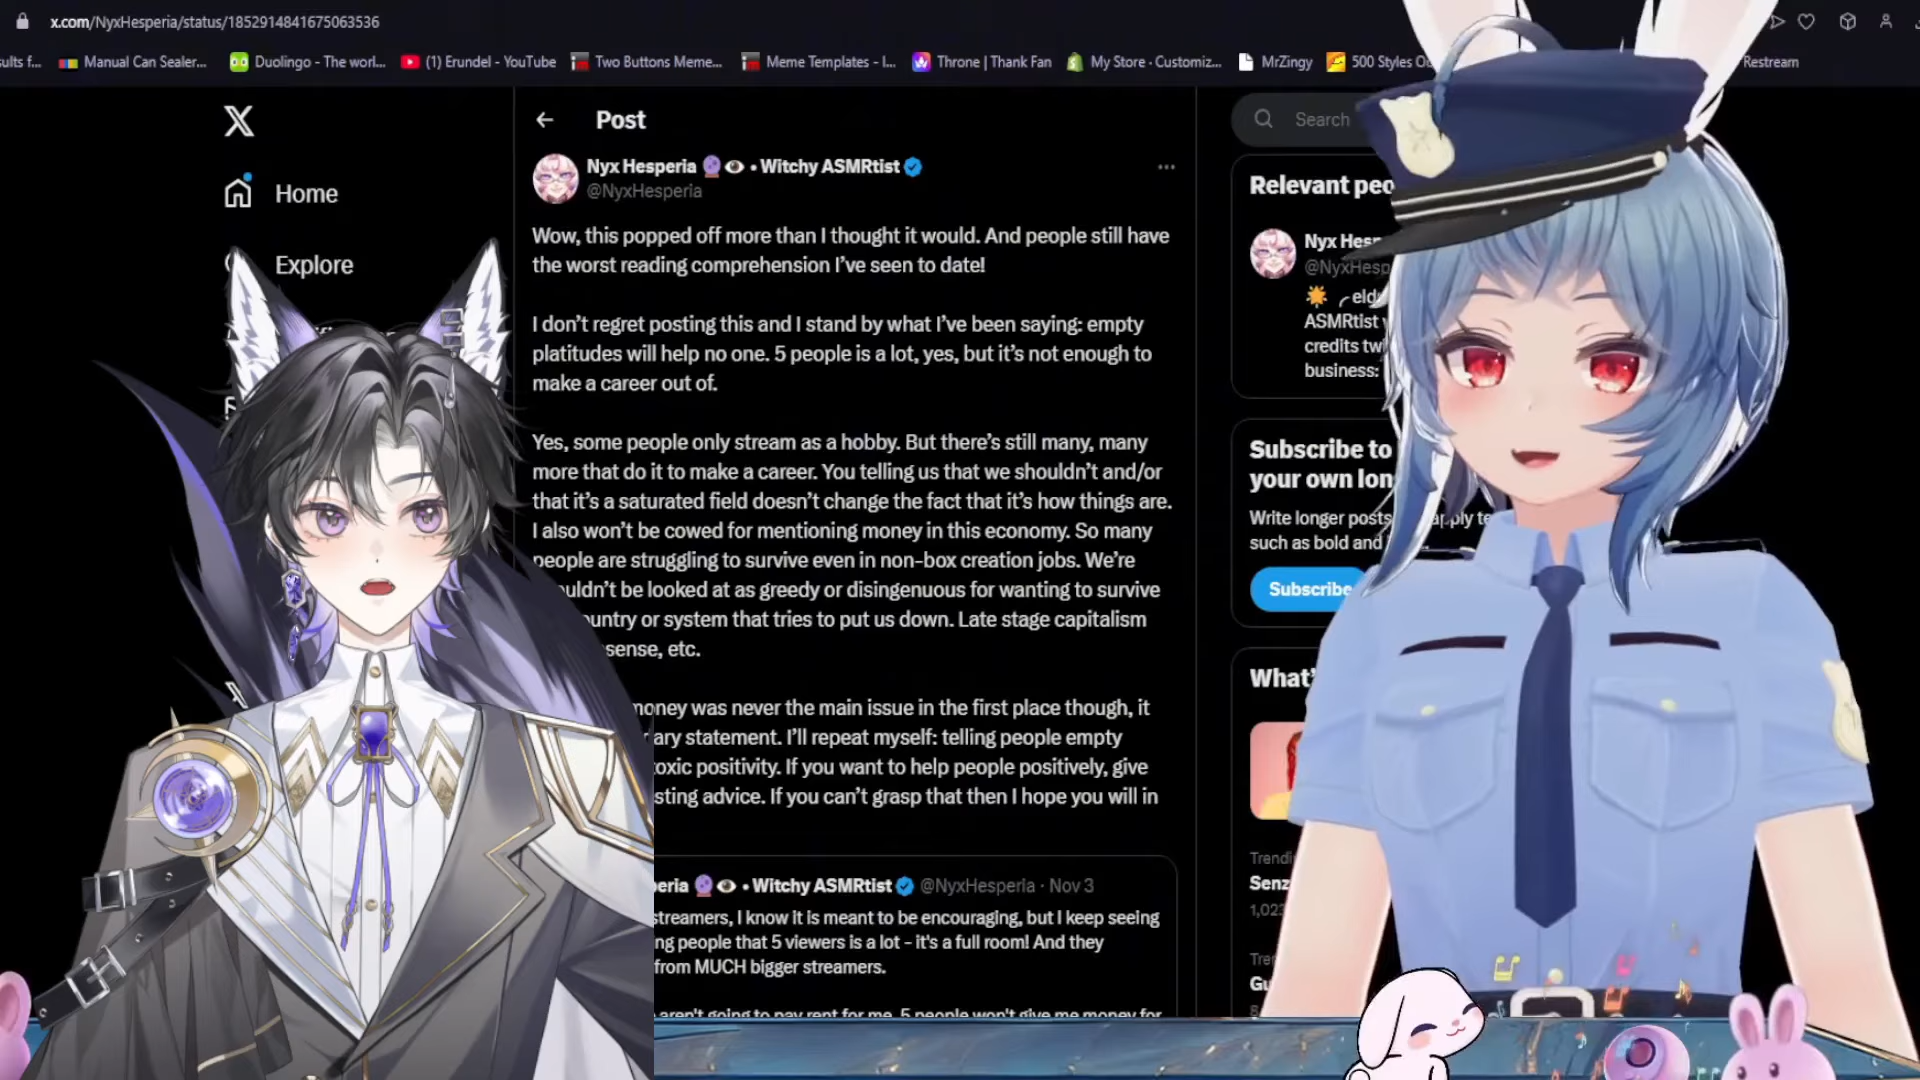 x.com/NyxHesperia/status/1852914841675063536
Manual Can Sealer...
Duolingo - The worl...
(1) Erundel - YouTube
Two Buttons Meme...
Meme Templates - I...
Throne | Thank Fan
My Store · Customiz...
MrZingy
500 Styles
Restream
Home
Explore
Post
Nyx Hesperia 🔮👁️ • Witchy ASMRtist
@NyxHesperia
Wow, this popped off more than I thought it would. And people still have
the worst reading comprehension I've seen to date!
I don't regret posting this and I stand by what I've been saying: empty
platitudes will help no one. 5 people is a lot, yes, but it's not enough to
make a career out of.
Yes, some people only stream as a hobby. But there's still many, many
more that do it to make a career. You telling us that we shouldn't and/or
that it's a saturated field doesn't change the fact that it's how things are.
I also won't be cowed for mentioning money in this economy. So many
people are struggling to survive even in non-box creation jobs. We're
be looked at as greedy or disingenuous for wanting to survive
or system that tries to put us down. Late stage capitalism
sense, etc.
money was never the main issue in the first place though, it
statement. I'll repeat myself: telling people empty
positivity. If you want to help people positively, give
advice. If you can't grasp that then I hope you will in
🔮👁️ • Witchy ASMRtist @NyxHesperia · Nov 3
streamers, I know it is meant to be encouraging, but I keep seeing
people that 5 viewers is a lot - it's a full room! And they
from MUCH bigger streamers.
aren't going to pay rent for me. 5 people won't give me money for
Search
Relevant
Nyx
ASMRtist
credits
business:
Subscribe to
your own
Write longer posts
such as bold and
Subscribe
What'